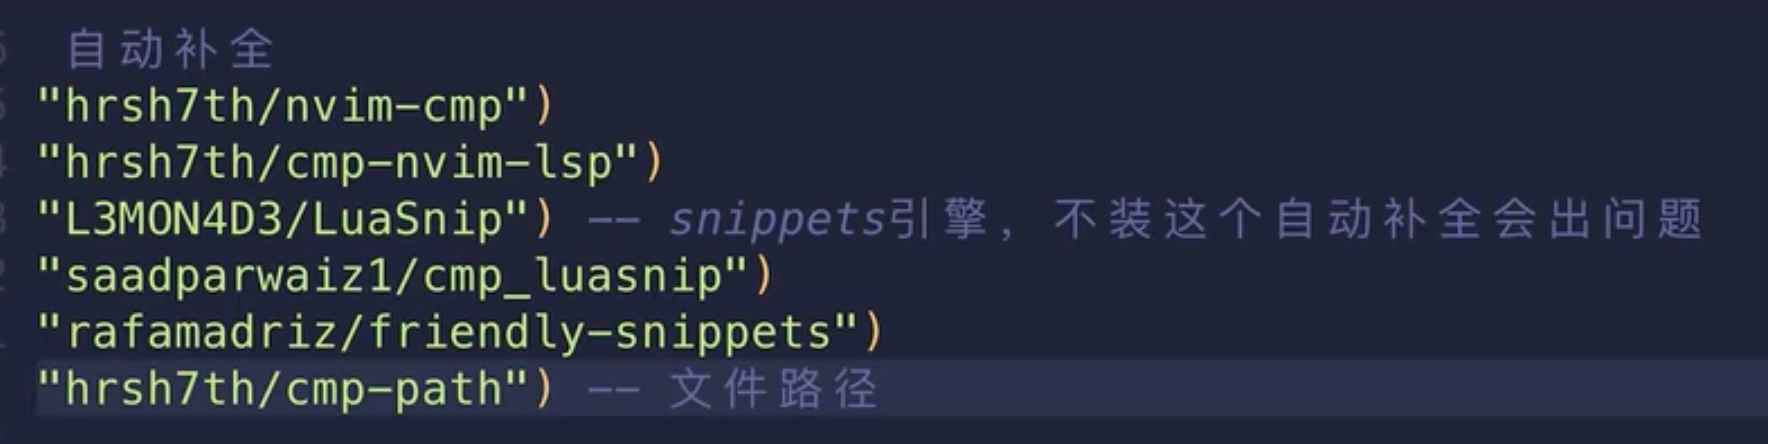 自动补全
"hrsh7th/nvim-cmp")
"hrsh7th/cmp-nvim-lsp")
"L3MON4D3/LuaSnip") -- snippets引擎，不装这个自动补全会出问题
"saadparwaiz1/cmp_luasnip")
"rafamadriz/friendly-snippets")
"hrsh7th/cmp-path") -- 文件路径